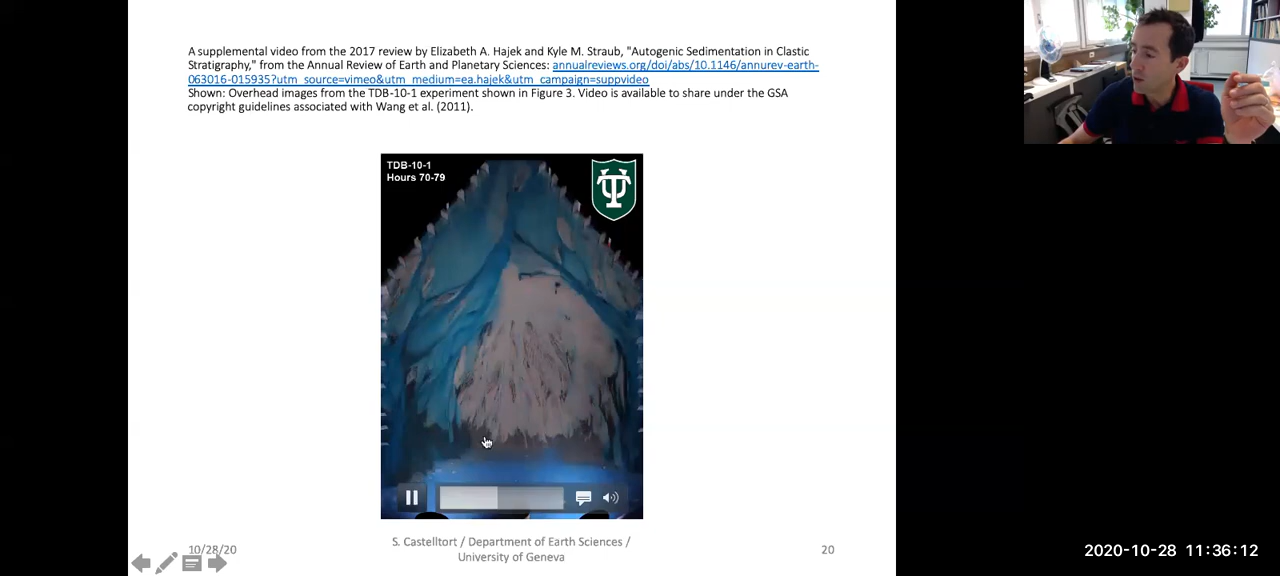 A supplemental video from the 2017 review by Elizabeth A. Hajek and Kyle M. Straub, "Autogenic Sedimentation in Clastic
Stratigraphy," from the Annual Review of Earth and Planetary Sciences: annualreviews.org/doi/abs/10.1146/annurev-earth-
063016-015935?utm_source=vimeo&utm_medium=ea.hajek&utm_campaign=suppvideo
Shown: Overhead images from the TDB-10-1 experiment shown in Figure 3. Video is available to share under the GSA
copyright guidelines associated with Wang et al. (2011).
TDB-10-1
Hours 70-79
10/28/20
S. Castelltort / Department of Earth Sciences /
University of Geneva
20
2020-10-28 11:36:12